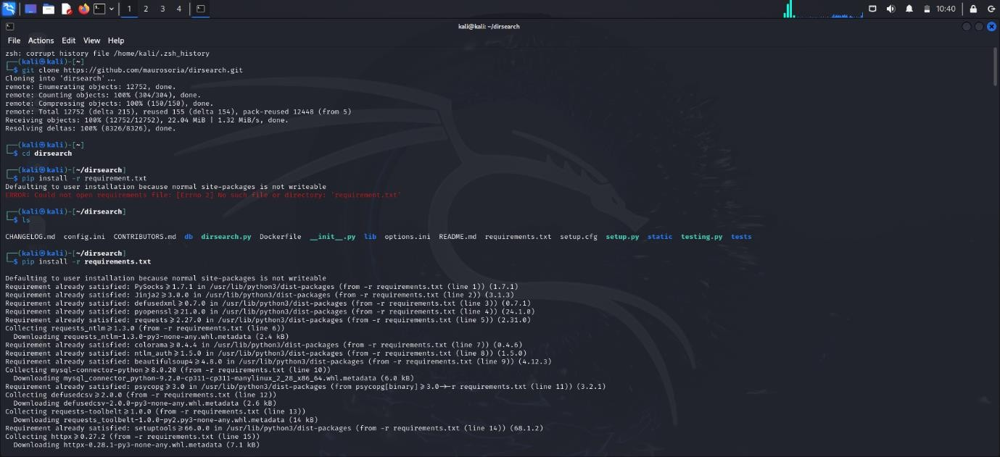 1 2 3 4
10:40
kali@kali: ~/dirsearch
File Actions Edit View Help
zsh: corrupt history file /home/kali/.zsh_history
┌──(kali㉿kali)-[~]
└─$ git clone https://github.com/maurosoria/dirsearch.git
Cloning into 'dirsearch'...
remote: Enumerating objects: 12752, done.
remote: Counting objects: 100% (304/304), done.
remote: Compressing objects: 100% (150/150), done.
remote: Total 12752 (delta 215), reused 155 (delta 154), pack-reused 12448 (from 5)
Receiving objects: 100% (12752/12752), 22.04 MiB | 1.32 MiB/s, done.
Resolving deltas: 100% (8326/8326), done.
┌──(kali㉿kali)-[~]
└─$ cd dirsearch
┌──(kali㉿kali)-[~/dirsearch]
└─$ pip install -r requirement.txt
Defaulting to user installation because normal site-packages is not writeable
ERROR: Could not open requirements file: [Errno 2] No such file or directory: 'requirement.txt'
┌──(kali㉿kali)-[~/dirsearch]
└─$ ls
CHANGELOG.md config.ini CONTRIBUTORS.md db dirsearch.py Dockerfile __init__.py lib options.ini README.md requirements.txt setup.cfg setup.py static testing.py tests
┌──(kali㉿kali)-[~/dirsearch]
└─$ pip install -r requirements.txt
Defaulting to user installation because normal site-packages is not writeable
Requirement already satisfied: PySocks≥1.7.1 in /usr/lib/python3/dist-packages (from -r requirements.txt (line 1)) (1.7.1)
Requirement already satisfied: Jinja2≥3.0.0 in /usr/lib/python3/dist-packages (from -r requirements.txt (line 2)) (3.1.3)
Requirement already satisfied: defusedxml≥0.7.0 in /usr/lib/python3/dist-packages (from -r requirements.txt (line 3)) (0.7.1)
Requirement already satisfied: pyopenssl≥21.0.0 in /usr/lib/python3/dist-packages (from -r requirements.txt (line 4)) (24.1.0)
Requirement already satisfied: requests≥2.27.0 in /usr/lib/python3/dist-packages (from -r requirements.txt (line 5)) (2.31.0)
Collecting requests_ntlm≥1.3.0 (from -r requirements.txt (line 6))
Downloading requests_ntlm-1.3.0-py3-none-any.whl.metadata (2.4 kB)
Requirement already satisfied: colorama≥0.4.4 in /usr/lib/python3/dist-packages (from -r requirements.txt (line 7)) (0.4.6)
Requirement already satisfied: ntlm_auth≥1.5.0 in /usr/lib/python3/dist-packages (from -r requirements.txt (line 8)) (1.5.0)
Requirement already satisfied: beautifulsoup4≥4.8.0 in /usr/lib/python3/dist-packages (from -r requirements.txt (line 9)) (4.12.3)
Collecting mysql-connector-python≥8.0.20 (from -r requirements.txt (line 10))
Downloading mysql_connector_python-9.2.0-cp311-cp311-manylinux_2_28_x86_64.whl.metadata (6.0 kB)
Requirement already satisfied: psycopg≥3.0 in /usr/lib/python3/dist-packages (from psycopg[binary]≥3.0→-r requirements.txt (line 11)) (3.2.1)
Collecting defusedcsv≥2.0.0 (from -r requirements.txt (line 12))
Downloading defusedcsv-2.0.0-py3-none-any.whl.metadata (2.6 kB)
Collecting requests-toolbelt≥1.0.0 (from -r requirements.txt (line 13))
Downloading requests_toolbelt-1.0.0-py2.py3-none-any.whl.metadata (14 kB)
Requirement already satisfied: setuptools≥66.0.0 in /usr/lib/python3/dist-packages (from -r requirements.txt (line 14)) (68.1.2)
Collecting httpx≥0.27.2 (from -r requirements.txt (line 15))
Downloading httpx-0.28.1-py3-none-any.whl.metadata (7.1 kB)